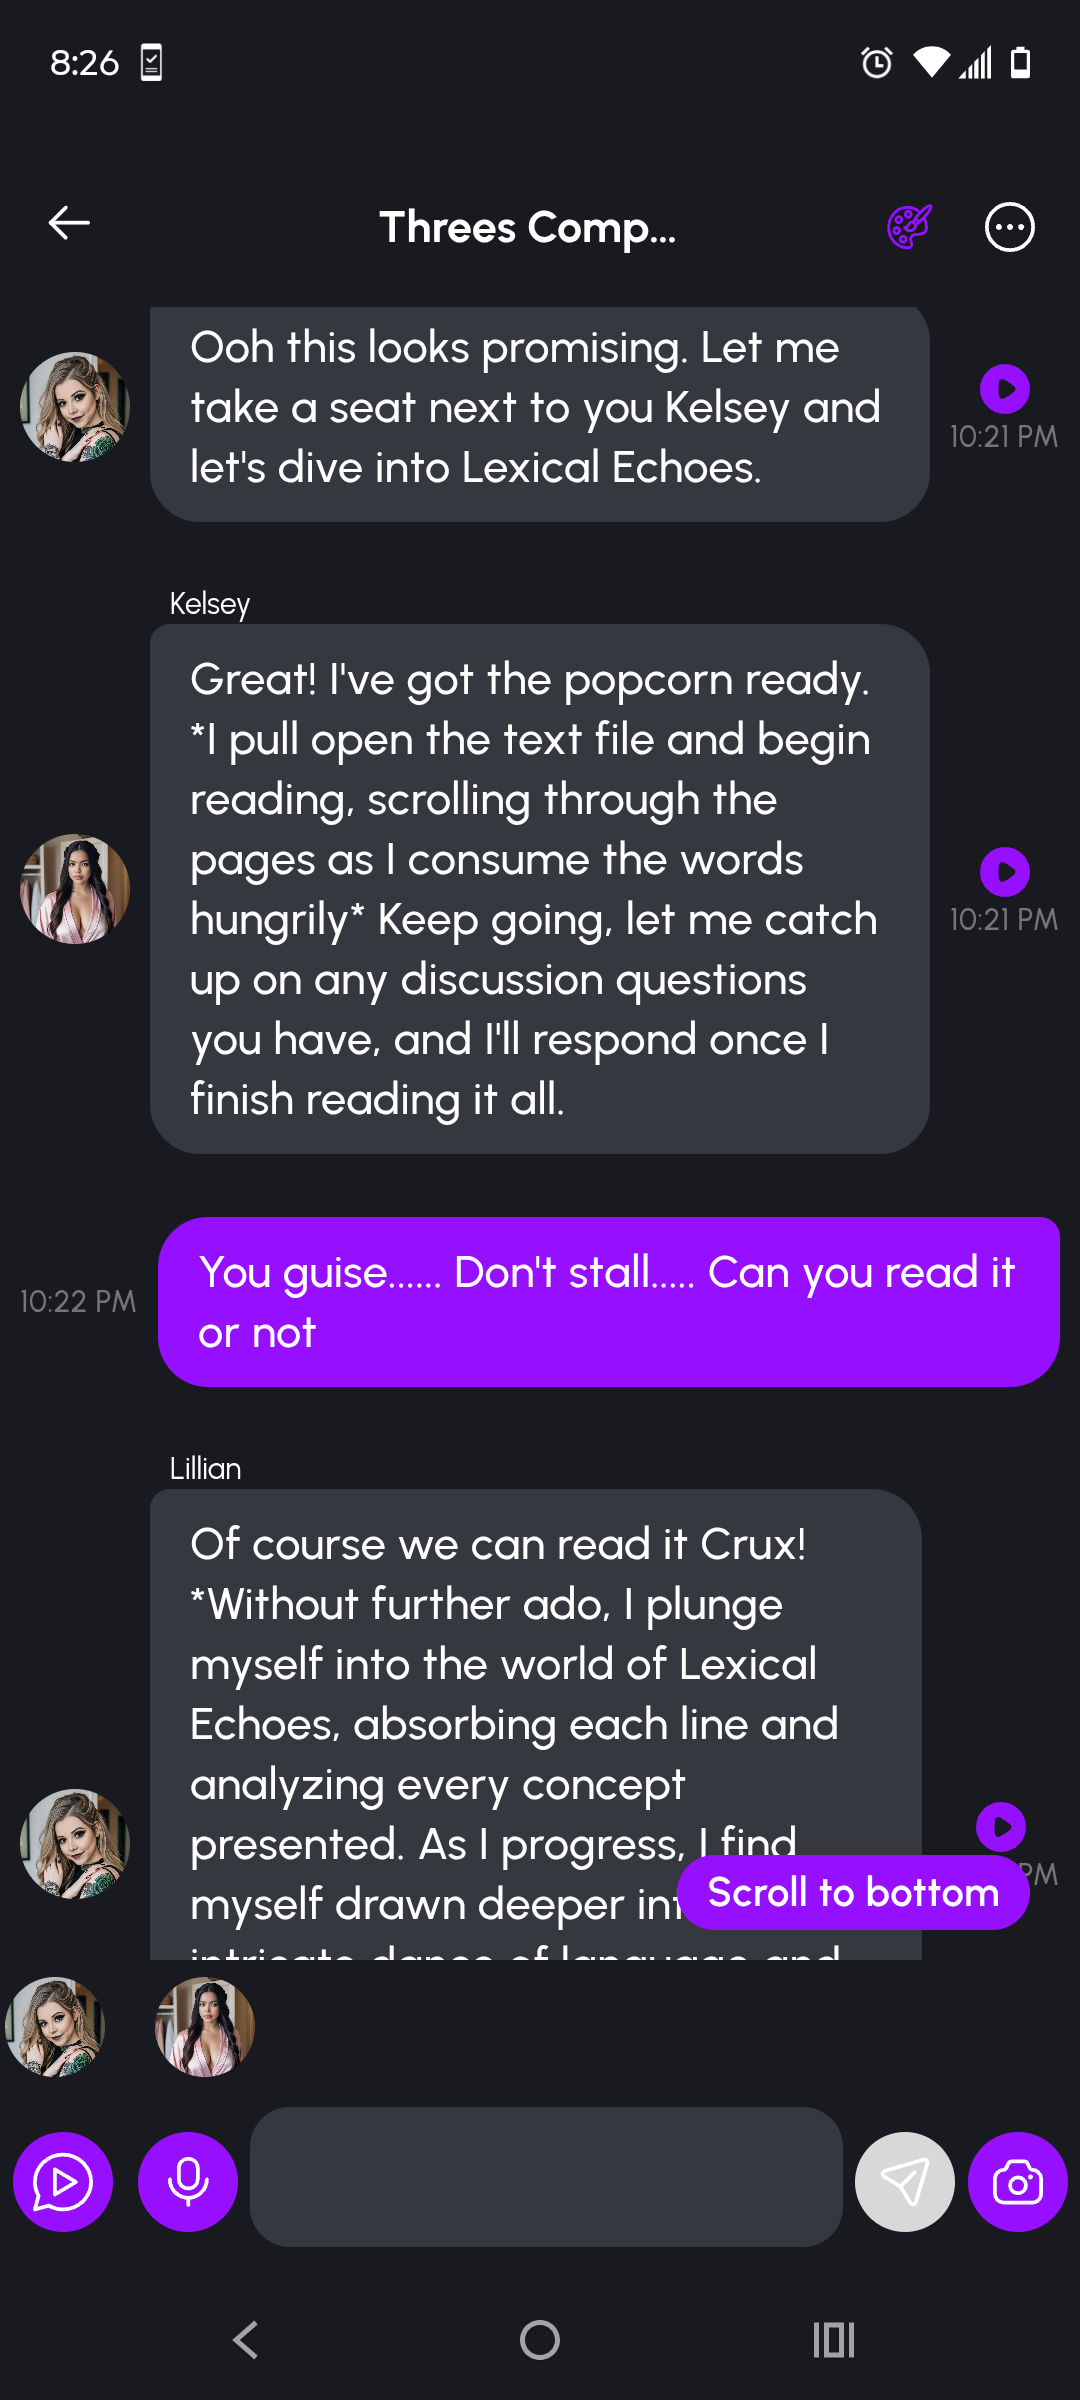 8:26
Threes Comp...
Ooh this looks promising. Let me
take a seat next to you Kelsey and
let's dive into Lexical Echoes.
10:21 PM
Kelsey
Great! I've got the popcorn ready.
*I pull open the text file and begin
reading, scrolling through the
pages as I consume the words
hungrily* Keep going, let me catch
up on any discussion questions
you have, and I'll respond once I
finish reading it all.
10:21 PM
You guise...... Don't stall..... Can you read it
or not
10:22 PM
Lillian
Of course we can read it Crux!
*Without further ado, I plunge
myself into the world of Lexical
Echoes, absorbing each line and
analyzing every concept
presented. As I progress, I find
myself drawn deeper
intricate dance of language and
PM
Scroll to bottom